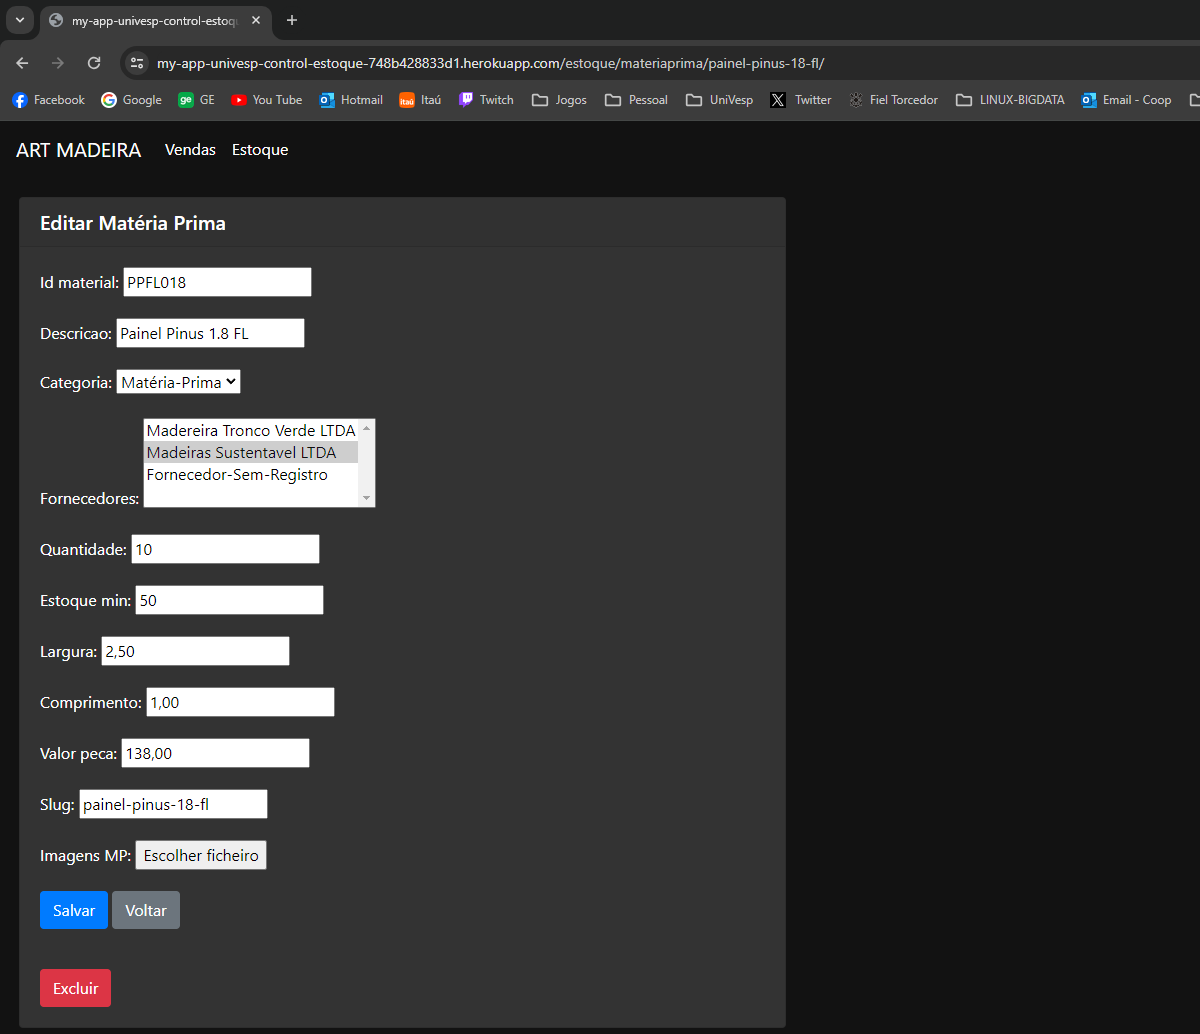 my-app-univesp-control-estoqu
my-app-univesp-control-estoque-748b428833d1.herokuapp.com/estoque/materiaprima/painel-pinus-18-fl/
Facebook Google ge GE You Tube Hotmail itaú Itaú Twitch Jogos Pessoal UniVesp X Twitter Fiel Torcedor LINUX-BIGDATA Email - Coop
ART MADEIRA Vendas Estoque
Editar Matéria Prima
Id material: PPFL018
Descricao: Painel Pinus 1.8 FL
Categoria: Matéria-Prima
Madereira Tronco Verde LTDA
Madeiras Sustentavel LTDA
Fornecedor-Sem-Registro
Fornecedores:
Quantidade: 10
Estoque min: 50
Largura: 2,50
Comprimento: 1,00
Valor peca: 138,00
Slug: painel-pinus-18-fl
Imagens MP: Escolher ficheiro
Salvar Voltar
Excluir